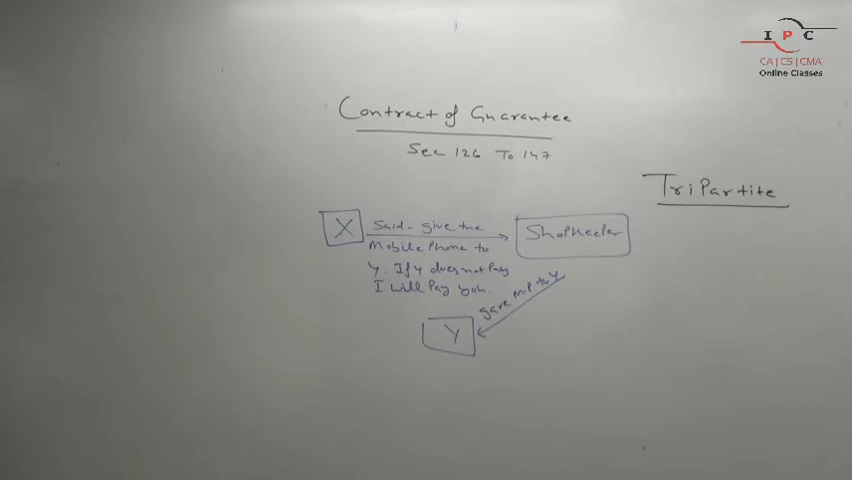 I P C
CA | CS | CMA
Online Classes
Contract of Guarantee
Sec 126 To 147
TriPartite
X
Said- give the
Mobile Phone to
Y. If Y does not Pay
I will Pay you.
ShopKeeper
gave M.P to Y
Y